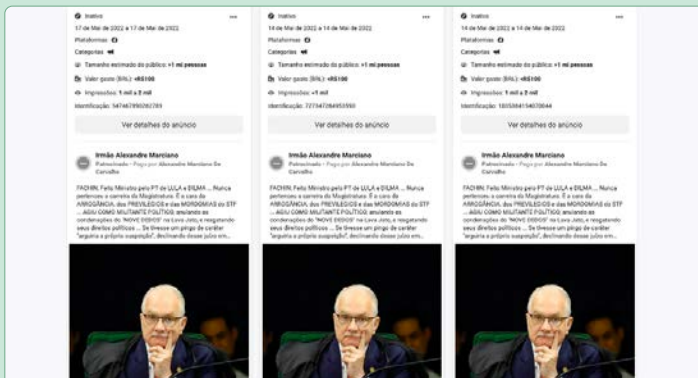 Inativo
17 de Mai de 2022 a 17 de Mai de 2022
Plataformas
Categorias
Tamanho estimado do público: >1 mi pessoas
Valor gasto (BRL): <R$100
Impressões: 1 mil a 2 mil
Identificação:
Ver detalhes do anúncio
Irmão Alexandre Marciano
Patrocinado • Pago por Alexandre Marciano De
Carvalho
FACHIN, Feito Ministro pelo PT de LULA e DILMA ... Nunca
pertenceu a carreira da Magistratura. É a cara da
ARROGÂNCIA, dos PREVILEGIOS e das MORDOMIAS do STF
... AGIU COMO MILITANTE POLÍTICO, anulando as
condenações do "NOVE DEDOS" na Lava Jato, e resgatando
seus direitos políticos ... Se tivesse um pingo de caráter
"arguiria a própria suspeição", declinando desse juízo em...
Inativo
14 de Mai de 2022 a 14 de Mai de 2022
Plataformas
Categorias
Tamanho estimado do público: >1 mi pessoas
Valor gasto (BRL): <R$100
Impressões: <1 mil
Identificação:
Ver detalhes do anúncio
Irmão Alexandre Marciano
Patrocinado • Pago por Alexandre Marciano De
Carvalho
FACHIN, Feito Ministro pelo PT de LULA e DILMA ... Nunca
pertenceu a carreira da Magistratura. É a cara da
ARROGÂNCIA, dos PREVILEGIOS e das MORDOMIAS do STF
... AGIU COMO MILITANTE POLÍTICO, anulando as
condenações do "NOVE DEDOS" na Lava Jato, e resgatando
seus direitos políticos ... Se tivesse um pingo de caráter
"arguiria a própria suspeição", declinando desse juízo em...
Inativo
14 de Mai de 2022 a 14 de Mai de 2022
Plataformas
Categorias
Tamanho estimado do público: >1 mi pessoas
Valor gasto (BRL): <R$100
Impressões: 1 mil a 2 mil
Identificação:
Ver detalhes do anúncio
Irmão Alexandre Marciano
Patrocinado • Pago por Alexandre Marciano De
Carvalho
FACHIN, Feito Ministro pelo PT de LULA e DILMA ... Nunca
pertenceu a carreira da Magistratura. É a cara da
ARROGÂNCIA, dos PREVILEGIOS e das MORDOMIAS do STF
... AGIU COMO MILITANTE POLÍTICO, anulando as
condenações do "NOVE DEDOS" na Lava Jato, e resgatando
seus direitos políticos ... Se tivesse um pingo de caráter
"arguiria a própria suspeição", declinando desse juízo em...